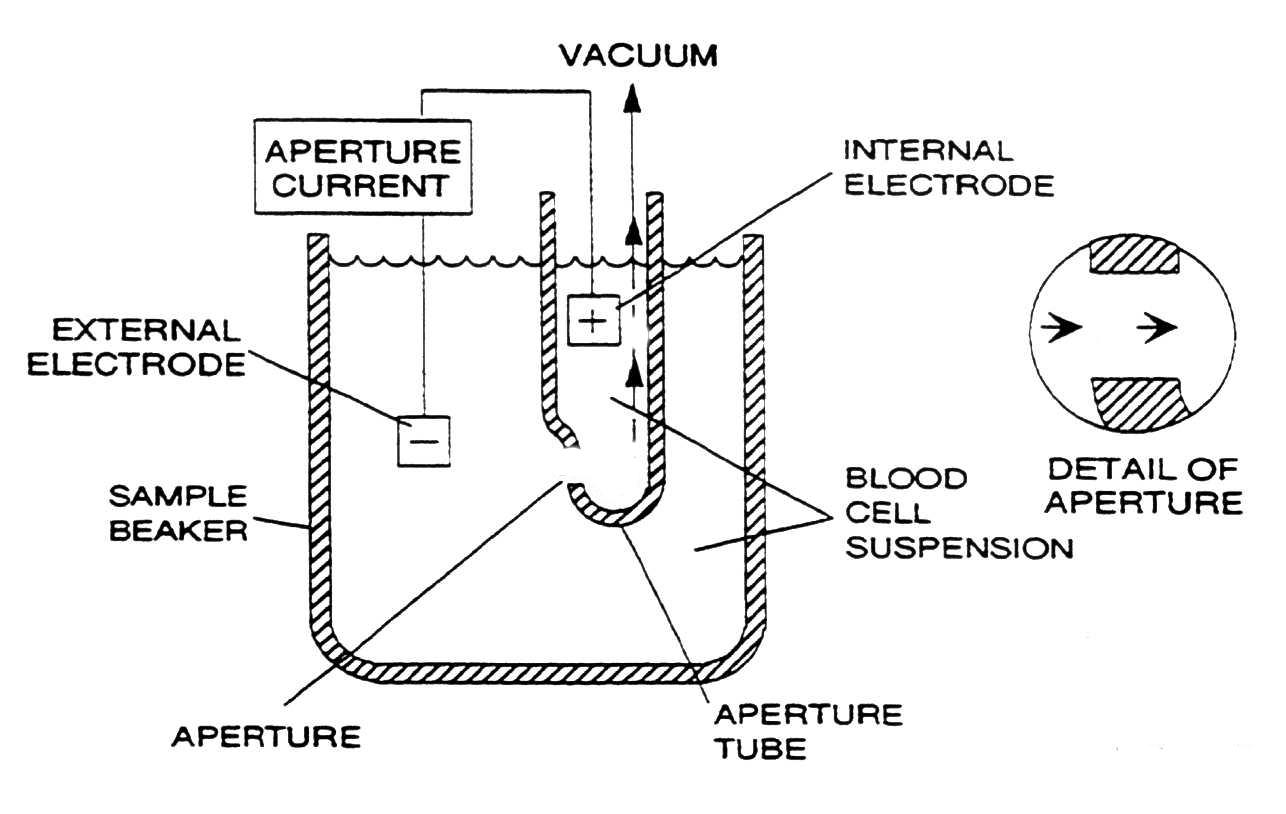 VACUUM
APERTURE
CURRENT
INTERNAL
ELECTRODE
+
EXTERNAL
ELECTRODE
−
SAMPLE
BEAKER
BLOOD
CELL
SUSPENSION
DETAIL OF
APERTURE
APERTURE
APERTURE
TUBE